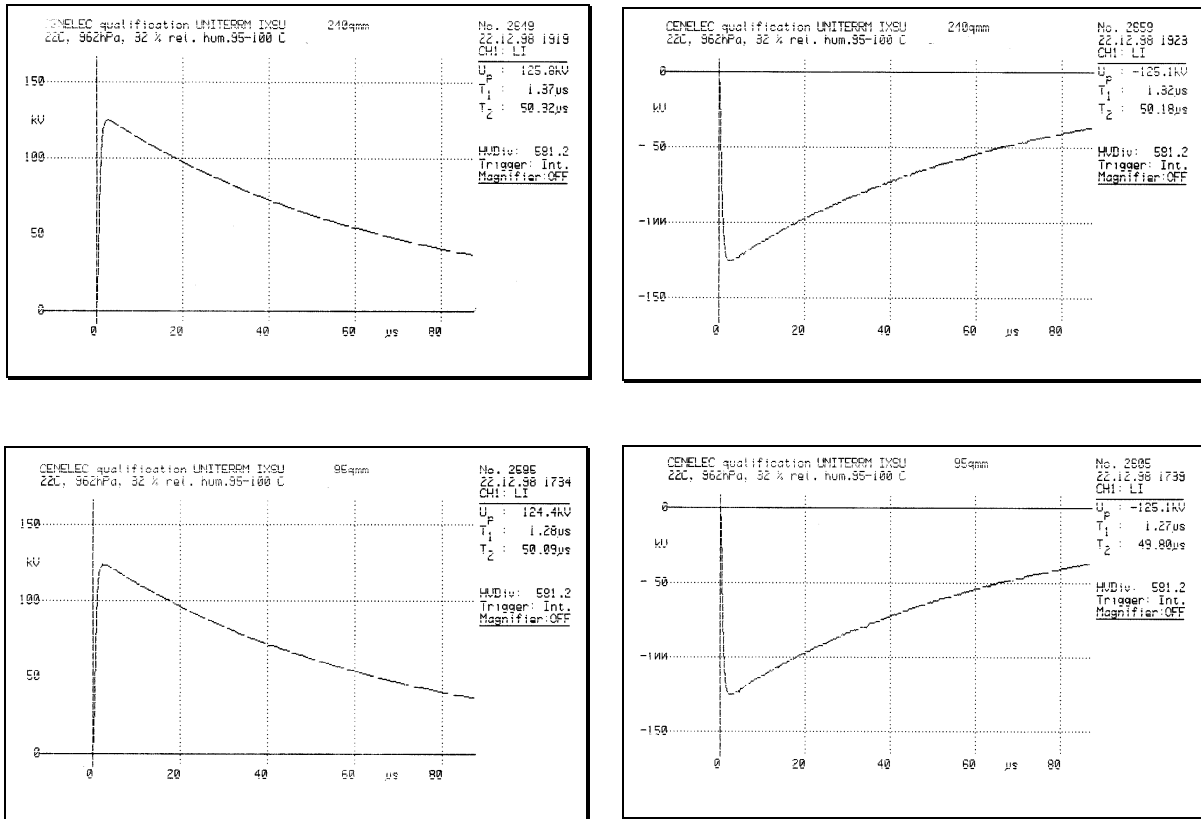 CENELEC qualification UNITERRM IXSU 240qmm
22C, 962hPa, 32 % rel. hum.95-100 C
No. 2649
22.12.98 1919
CH1: LI
Up : 125.8kV
T1 : 1.37µs
T2 : 50.32µs
HVDiv: 581.2
Trigger: Int.
Magnifier:OFF
150
kV
100
50
0
0 20 40 µs 80
CENELEC qualification UNITERRM IXSU 240qmm
22C, 962hPa, 32 % rel. hum.95-100 C
No. 2659
22.12.98 1923
CH1: LI
Up : -125.1kV
T1 : 1.32µs
T2 : 50.18µs
HVDiv: 581.2
Trigger: Int.
Magnifier:OFF
0
kV
- 50
-100
-150
0 20 40 60 µs 80
CENELEC qualification UNITERRM IXSU 95qmm
22C, 962hPa, 32 % rel. hum.95-100 C
No. 2595
22.12.98 1734
CH1: LI
Up : 124.4kV
T1 : 1.28µs
T2 : 50.09µs
HVDiv: 581.2
Trigger: Int.
Magnifier:OFF
150
kV
100
50
0
0 20 40 60 µs 80
CENELEC qualification UNITERRM IXSU 95qmm
22C, 962hPa, 32 % rel. hum.95-100 C
No. 2605
22.12.98 1739
CH1: LI
Up : -125.1kV
T1 : 1.27µs
T2 : 49.80µs
HVDiv: 581.2
Trigger: Int.
Magnifier:OFF
0
kV
- 50
-100
-150
0 20 40 60 µs 80